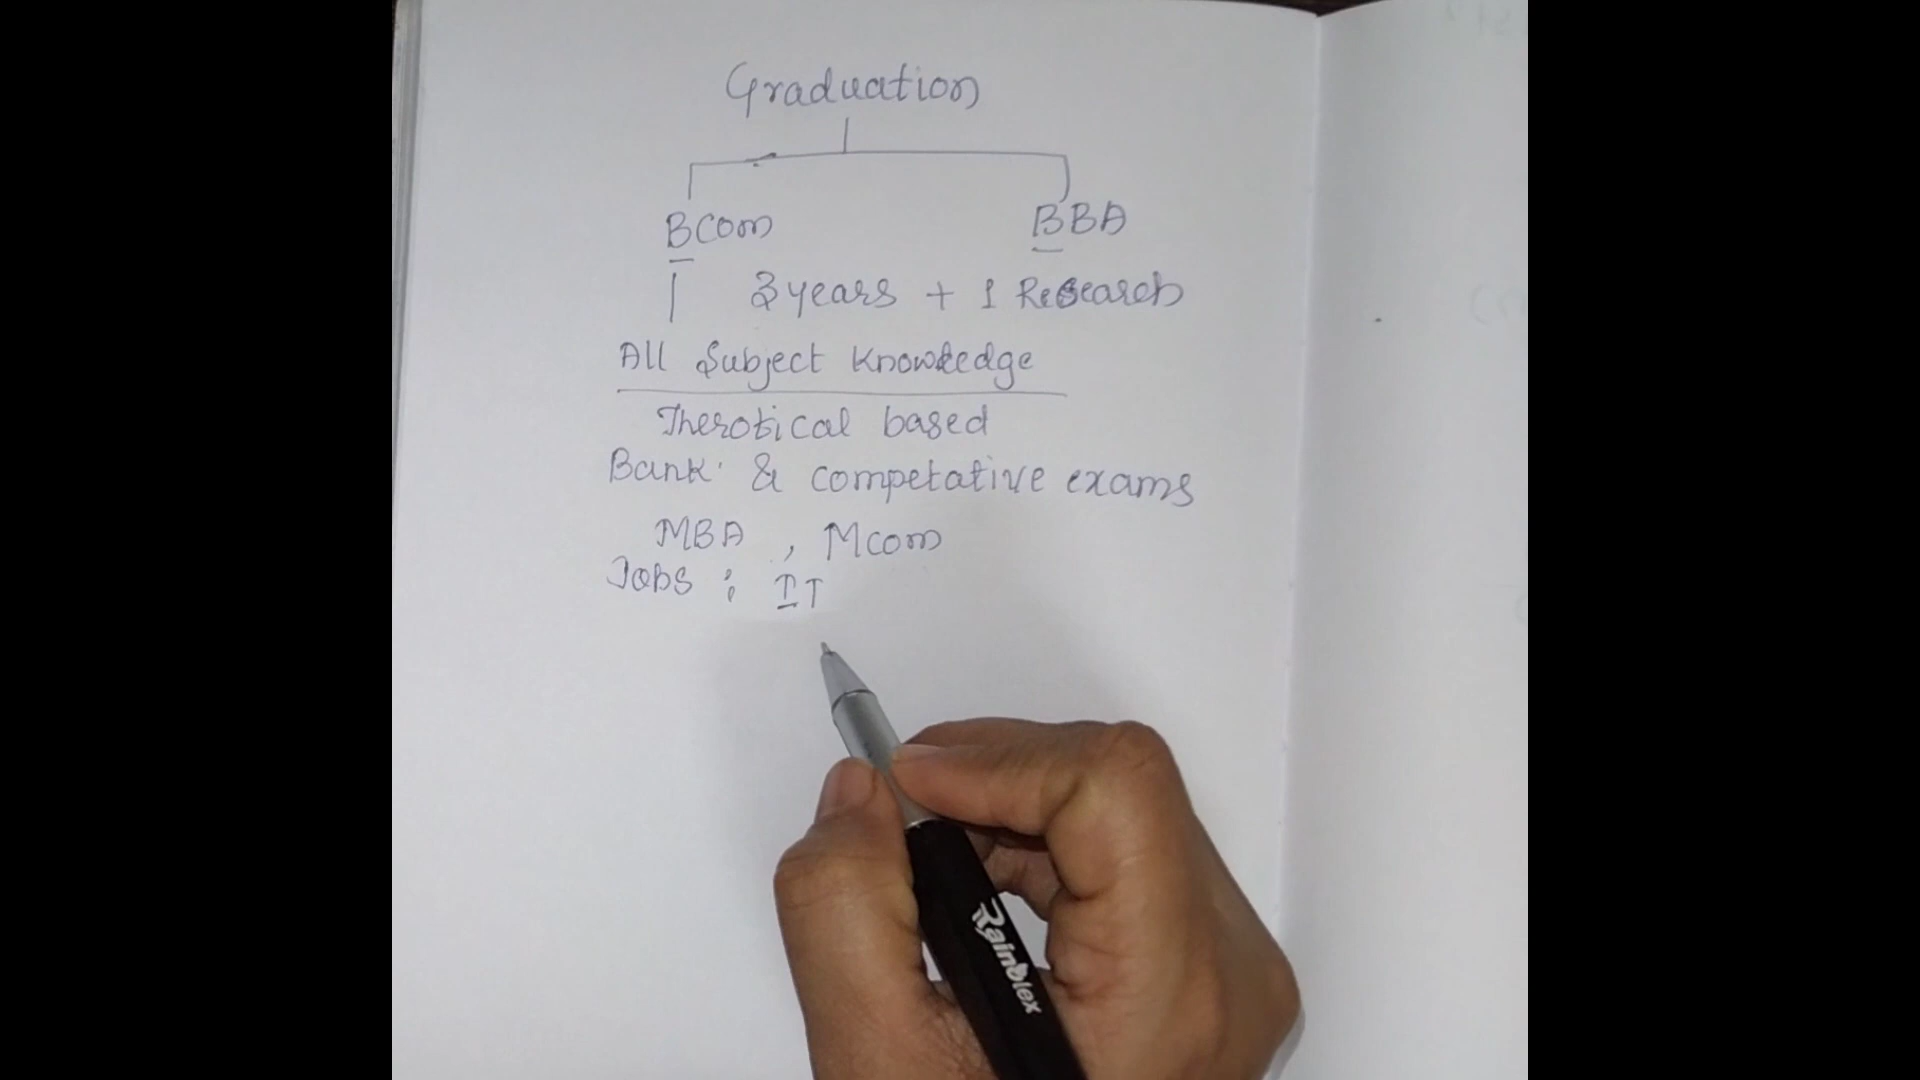 Graduation
BCom BBA
3 years + 1 Research
All Subject Knowledge
Therotical based
Bank & competative exams
MBA , Mcom
Jobs : IT
Rainolex